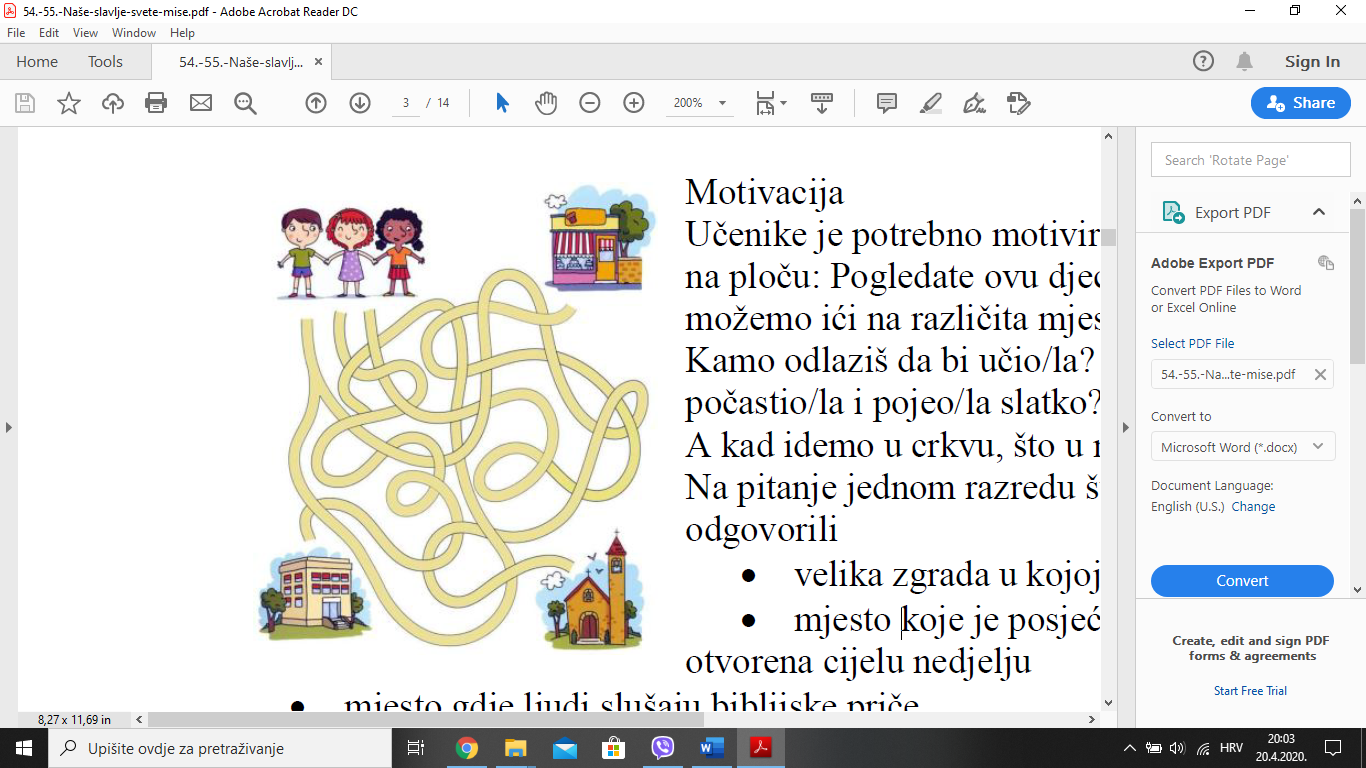 54.-55.-Naše-slavlje-svete-mise.pdf - Adobe Acrobat Reader DC
File Edit View Window Help
Home Tools 54.-55.-Naše-slavlj... Sign In
3 / 14 200% Share
Motivacija
Učenike je potrebno motivir
na ploču: Pogledate ovu djec
možemo ići na različita mjes
Kamo odlaziš da bi učio/la?
počastio/la i pojeo/la slatko?
A kad idemo u crkvu, što u
Na pitanje jednom razredu
odgovorili
• velika zgrada u kojoj
• mjesto koje je posjeć
otvorena cijelu nedjelju
• mjesto gdje ljudi slušaju biblijske priče
8,27 x 11,69 in
Search 'Rotate Page'
Export PDF
Adobe Export PDF
Convert PDF Files to Word
or Excel Online
Select PDF File
54.-55.-Na...te-mise.pdf
Convert to
Microsoft Word (*.docx)
Document Language:
English (U.S.) Change
Convert
Create, edit and sign PDF
forms & agreements
Start Free Trial
Upišite ovdje za pretraživanje
HRV
20:03
20.4.2020.